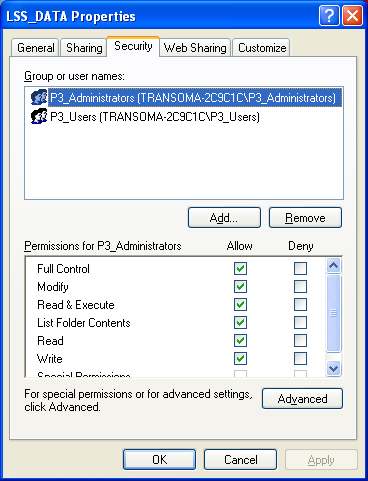 LSS_DATA Properties
General Sharing Security Web Sharing Customize
Group or user names:
P3_Administrators (TRANSOMA-2C9C1C\P3_Administrators)
P3_Users (TRANSOMA-2C9C1C\P3_Users)
Add... Remove
Permissions for P3_Administrators Allow Deny
Full Control
Modify
Read & Execute
List Folder Contents
Read
Write
Special Permissions
For special permissions or for advanced settings,
click Advanced.
Advanced
OK Cancel Apply